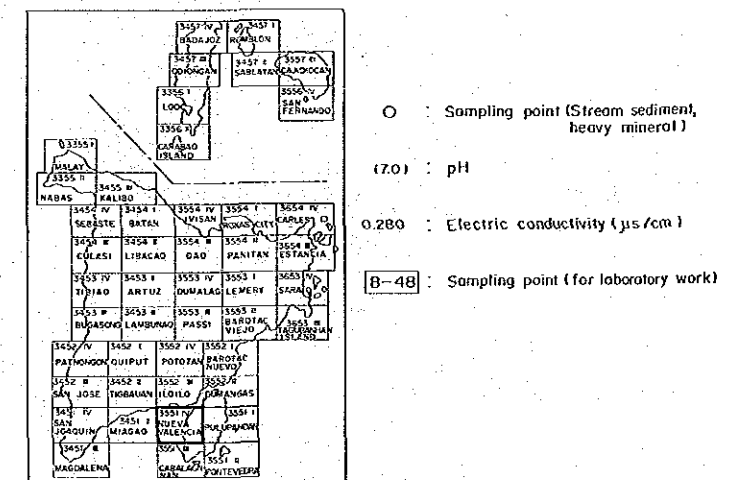 3457 IV 3457 I
BADAJOZ ROMBLON
3457 III 3457 II 3557 III
ODIONGAN SABLATAN
3356 I 3556 IV
LOOC SAN FERNANDO
3356 II
CARABAO ISLAND
3355 I
MALAY
3355 II 3455 III
NABAS KALIBO
3454 IV 3454 I 3554 IV 3554 I 3654 IV
SEBASTE BATAN IVISAN ROXAS CITY CARLES
3454 III 3454 II 3554 III 3554 II 3654 III
CULASI LIBACAO DAO PANITAN ESTANCIA
3453 IV 3453 I 3553 IV 3553 I 3653 IV
TIBIAO ARTUZ DUMALAG LEMERY SARA
3453 III 3453 II 3553 III 3553 II
BUGASONG LAMBUNAO PASSI BAROTAC VIEJO
3653 III
TAGUBANHAN ISLAND
3452 IV 3452 I 3552 IV 3552 I
PATNONGON QUIPUT POTOTAN BAROTAC NUEVO
3452 III 3452 II 3552 III 3552 II
SAN JOSE TIGBAUAN ILOILO DUMANGAS
3451 IV 3451 I 3551 IV 3551 I
SAN JOAQUIN MIAGAO NUEVA VALENCIA PULUPANDAN
3451 III 3551 III 3551 II
MAGDALENA CABALAGNAN PONTEVEDRA
O : Sampling point (Stream sediment,
heavy mineral)
(7.0) : pH
0.280 : Electric conductivity (µs/cm)
8-48 : Sampling point (for laboratory work)